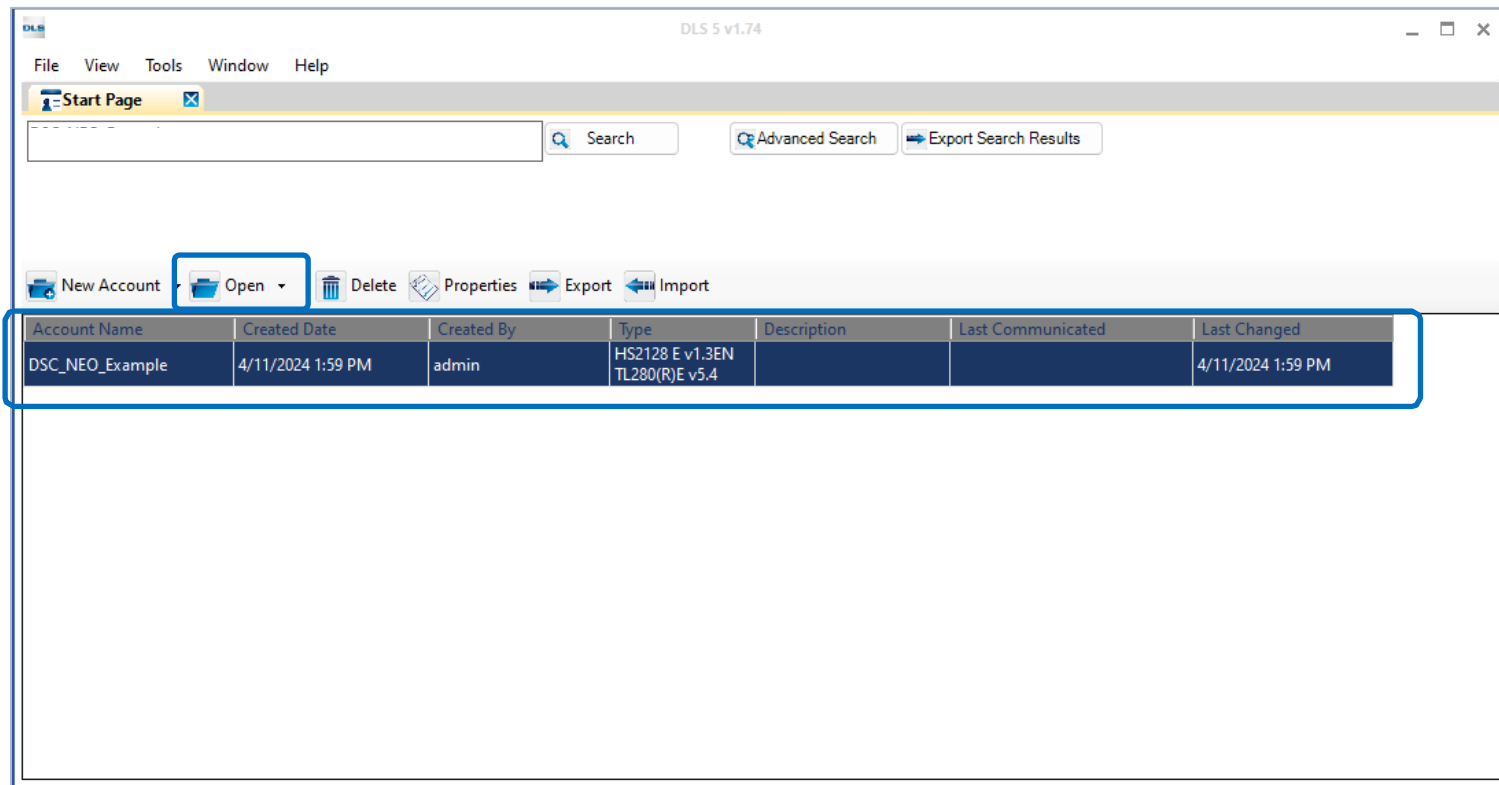 DLS DLS 5 v1.74
File View Tools Window Help
Start Page
Search Advanced Search Export Search Results
New Account Open Delete Properties Export Import
Account Name Created Date Created By Type Description Last Communicated Last Changed
DSC_NEO_Example 4/11/2024 1:59 PM admin HS2128 E v1.3EN 4/11/2024 1:59 PM
TL280(R)E v5.4